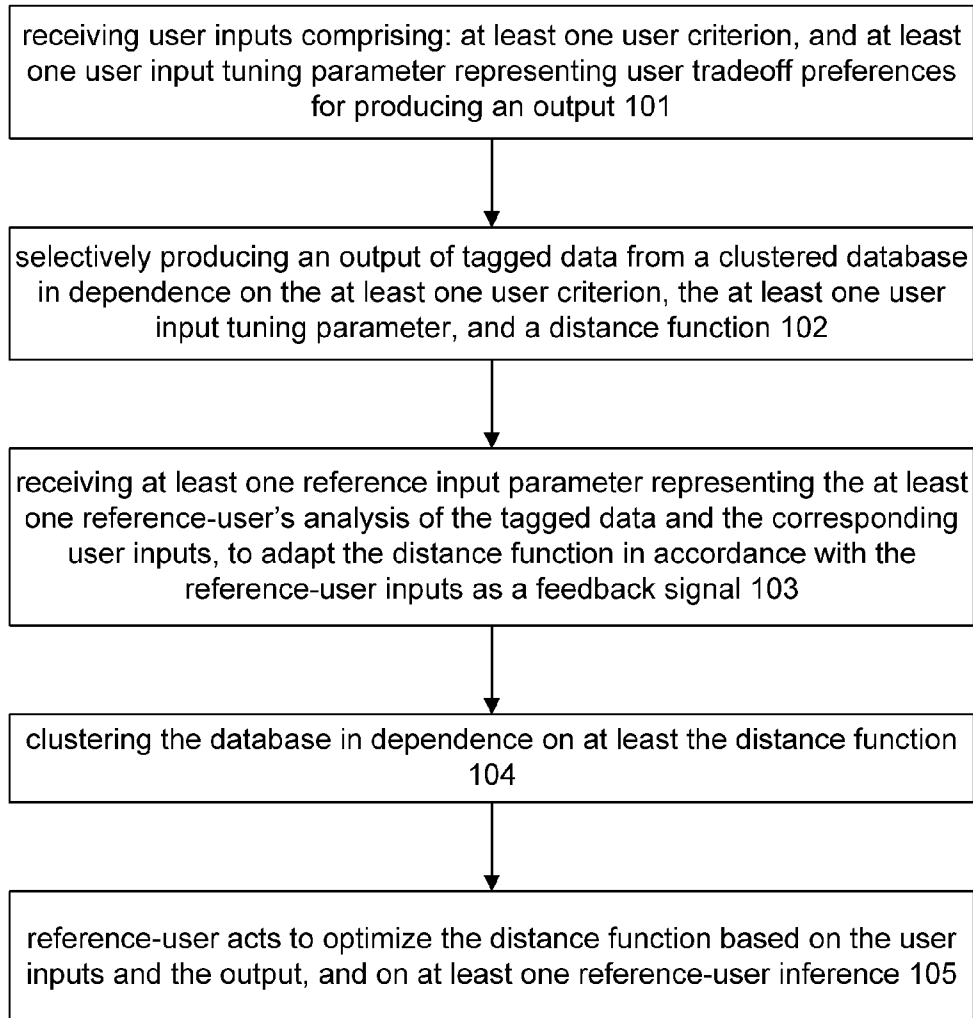 receiving user inputs comprising: at least one user criterion, and at least
one user input tuning parameter representing user tradeoff preferences
for producing an output 101
selectively producing an output of tagged data from a clustered database
in dependence on the at least one user criterion, the at least one user
input tuning parameter, and a distance function 102
receiving at least one reference input parameter representing the at least
one reference-user's analysis of the tagged data and the corresponding
user inputs, to adapt the distance function in accordance with the
reference-user inputs as a feedback signal 103
clustering the database in dependence on at least the distance function
104
reference-user acts to optimize the distance function based on the user
inputs and the output, and on at least one reference-user inference 105